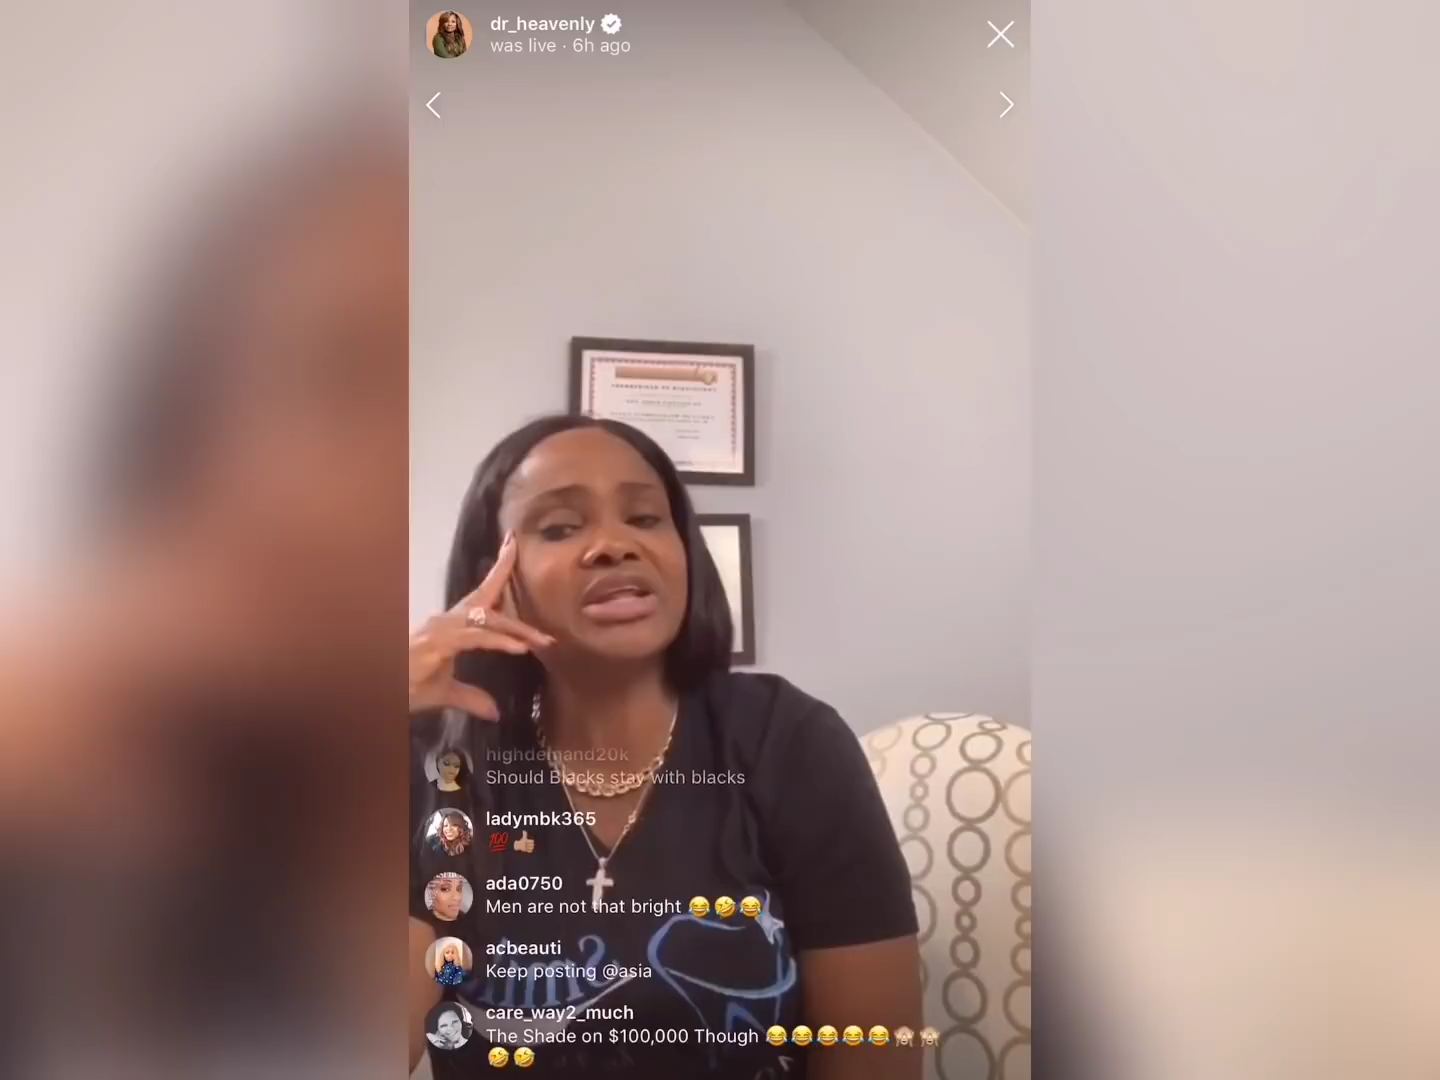 dr_heavenly
was live · 6h ago
highdemand20k
Should Blacks stay with blacks
ladymbk365
💯👍🏼
ada0750
Men are not that bright 😂🤣😂
acbeauti
Keep posting @asia
care_way2_much
The Shade on $100,000 Though 😂😂😂😂😂🙈🙈
🤣🤣